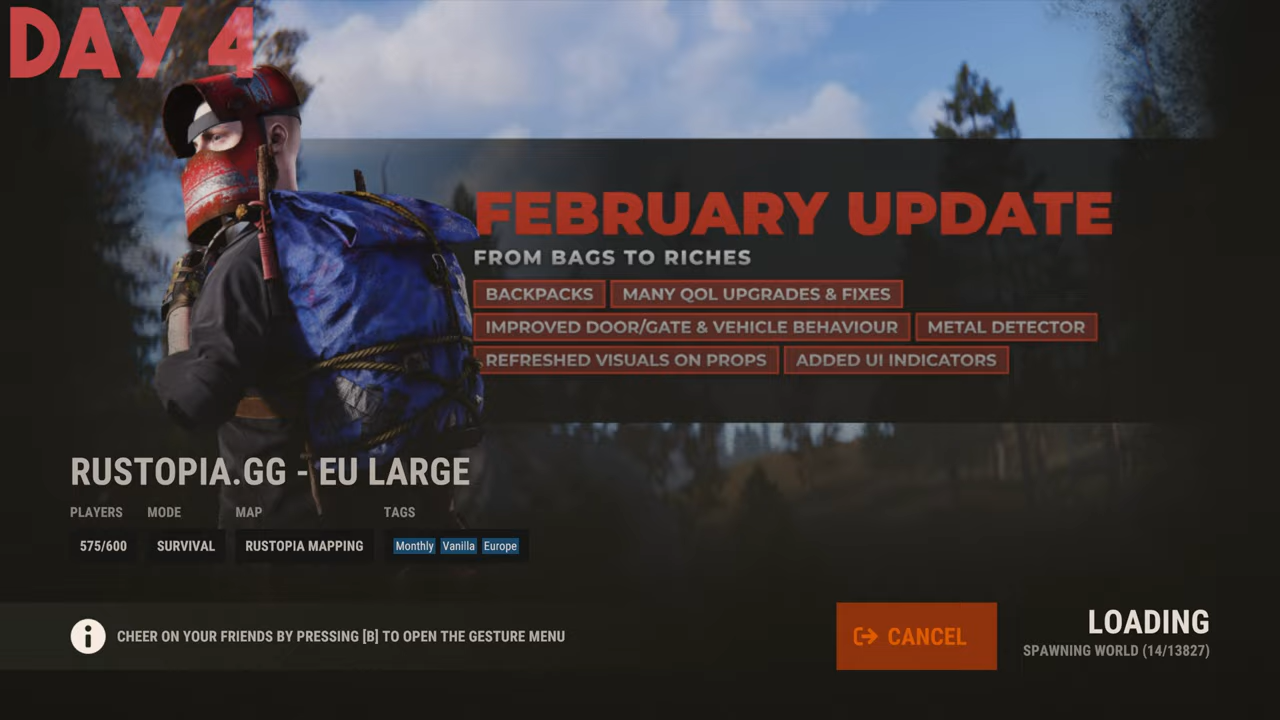 DAY 4
FEBRUARY UPDATE
FROM BAGS TO RICHES
BACKPACKS MANY QOL UPGRADES & FIXES
IMPROVED DOOR/GATE & VEHICLE BEHAVIOUR METAL DETECTOR
REFRESHED VISUALS ON PROPS ADDED UI INDICATORS
RUSTOPIA.GG - EU LARGE
PLAYERS MODE MAP TAGS
575/600 SURVIVAL RUSTOPIA MAPPING Monthly Vanilla Europe
CHEER ON YOUR FRIENDS BY PRESSING [B] TO OPEN THE GESTURE MENU
CANCEL
LOADING
SPAWNING WORLD (14/13827)